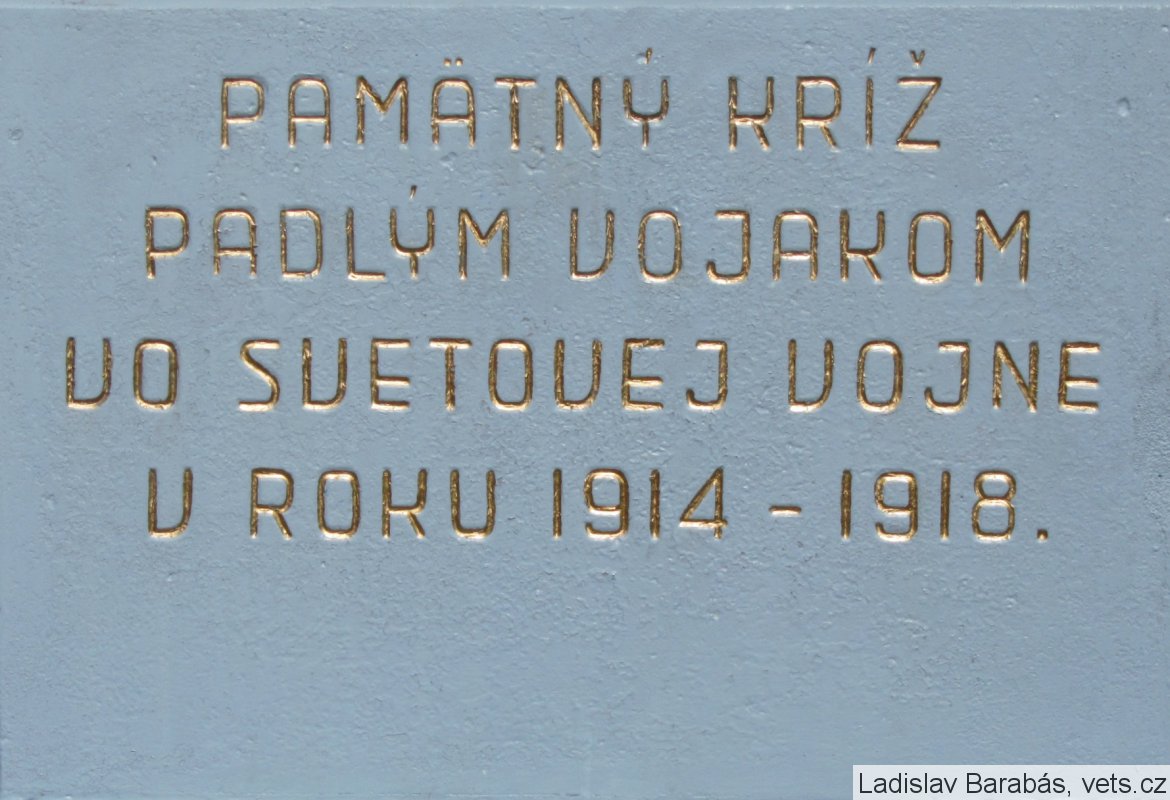 PAMÄTNÝ KRÍŽ
PADLÝM VOJAKOM
VO SVETOVEJ VOJNE
V ROKU 1914 - 1918.
Ladislav Barabás, vets.cz